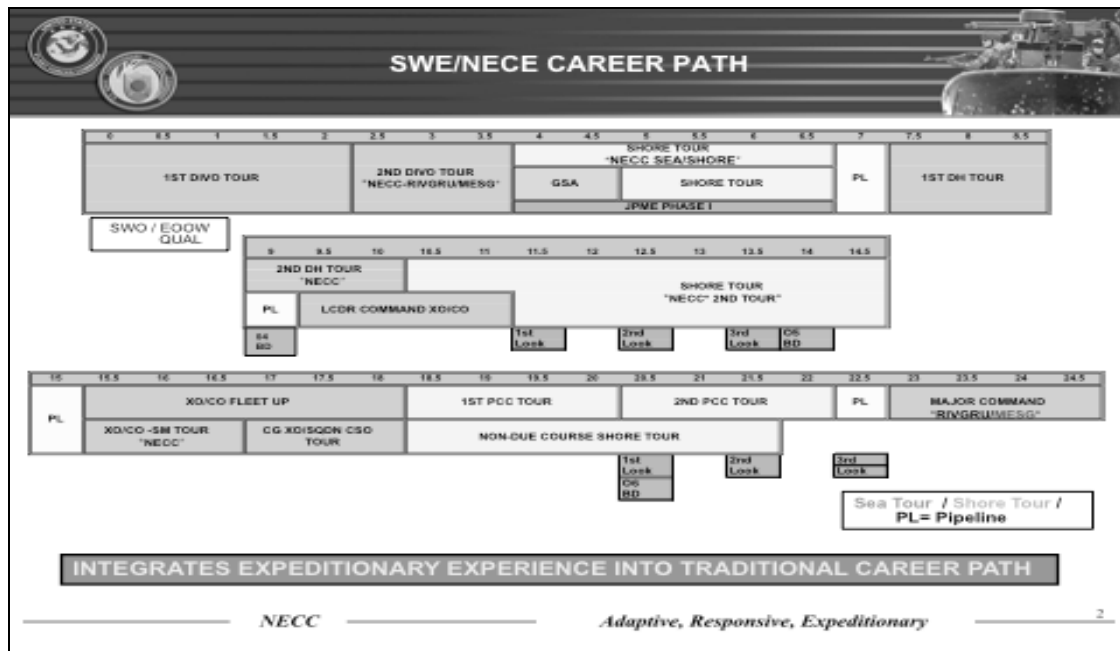 SWE/NECE CAREER PATH
0 0.5 1 1.5 2 2.5 3 3.5 4 4.5 5 5.5 6 6.5 7 7.5 8 8.5
1ST DIVO TOUR
2ND DIVO TOUR
"NECC-RIVGRU/MESG"
SHORE TOUR
"NECC SEA/SHORE"
GSA
SHORE TOUR
JPME PHASE I
PL
1ST DH TOUR
SWO / EOOW
QUAL
9 9.5 10 10.5 11 11.5 12 12.5 13 13.5 14 14.5
2ND DH TOUR
"NECC"
PL
LCDR COMMAND XO/CO
SHORE TOUR
"NECC" 2ND TOUR"
BD
1st
Look
2nd
Look
3rd
Look
O5
BD
15 15.5 16 16.5 17 17.5 18 18.5 19 19.5 20 20.5 21 21.5 22 22.5 23 23.5 24 24.5
PL
XO/CO FLEET UP
1ST PCC TOUR
2ND PCC TOUR
PL
MAJOR COMMAND
"RIVGRU/MESG"
XO/CO -SM TOUR
"NECC"
CG XO/SQDN CSO
TOUR
NON-DUE COURSE SHORE TOUR
1st
Look
O6
BD
2nd
Look
3rd
Look
Sea Tour / Shore Tour /
PL= Pipeline
INTEGRATES EXPEDITIONARY EXPERIENCE INTO TRADITIONAL CAREER PATH
NECC
Adaptive, Responsive, Expeditionary
2